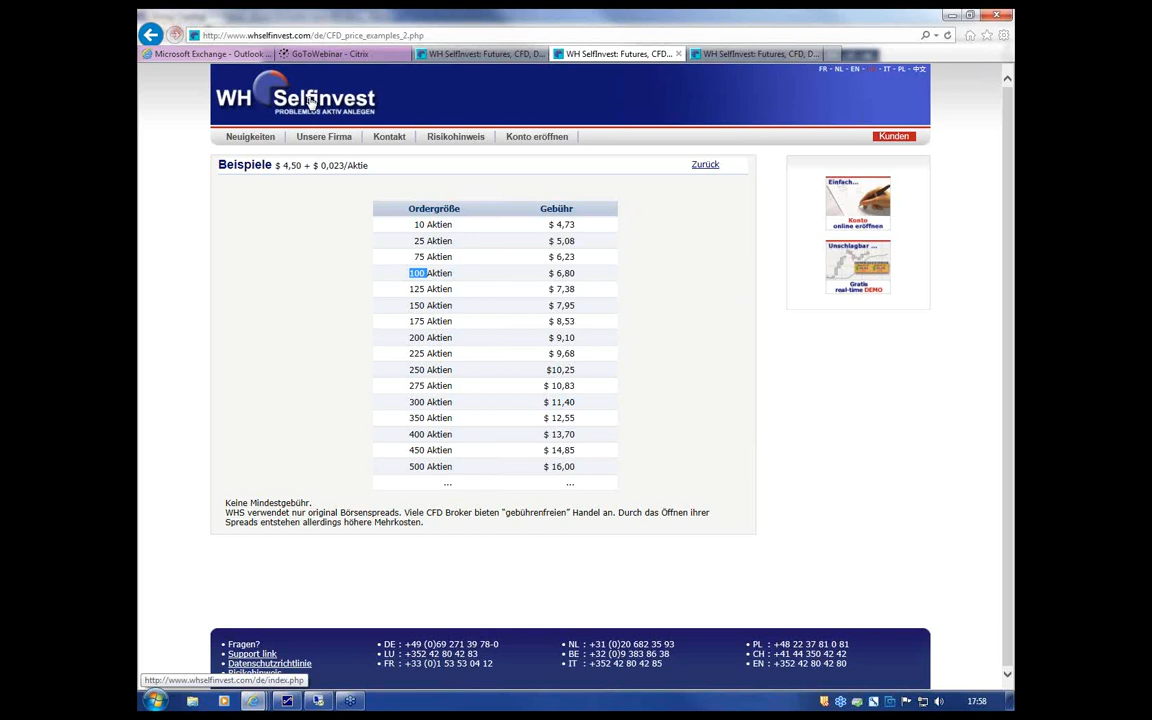 http://www.whselfinvest.com/de/CFD_price_examples_2.php
Microsoft Exchange - Outlook ...
GoToWebinar - Citrix
WH SelfInvest: Futures, CFD, D...
WH SelfInvest: Futures, CFD...
WH SelfInvest: Futures, CFD, D...
FR - NL - EN - - IT - PL - 中文
WH Selfinvest
PROBLEMLOS AKTIV ANLEGEN
Neuigkeiten
Unsere Firma
Kontakt
Risikohinweis
Konto eröffnen
Kunden
Beispiele $ 4,50 + $ 0,023/Aktie
Zurück
Ordergröße Gebühr
10 Aktien $ 4,73
25 Aktien $ 5,08
75 Aktien $ 6,23
100 Aktien $ 6,80
125 Aktien $ 7,38
150 Aktien $ 7,95
175 Aktien $ 8,53
200 Aktien $ 9,10
225 Aktien $ 9,68
250 Aktien $10,25
275 Aktien $ 10,83
300 Aktien $ 11,40
350 Aktien $ 12,55
400 Aktien $ 13,70
450 Aktien $ 14,85
500 Aktien $ 16,00
... ...
Keine Mindestgebühr.
WHS verwendet nur original Börsenspreads. Viele CFD Broker bieten "gebührenfreien" Handel an. Durch das Öffnen ihrer
Spreads entstehen allerdings höhere Mehrkosten.
Einfach...
Konto
online eröffnen
Unschlagbar ...
Gratis
real-time DEMO
• Fragen?
• Support link
• Datenschutzrichtlinie
• Risikohinweis
• DE : +49 (0)69 271 39 78-0
• LU : +352 42 80 42 83
• FR : +33 (0)1 53 53 04 12
• NL : +31 (0)20 682 35 93
• BE : +32 (0)9 383 86 38
• IT : +352 42 80 42 85
• PL : +48 22 37 81 0 81
• CH : +41 44 350 42 42
• EN : +352 42 80 42 80
http://www.whselfinvest.com/de/index.php
17:58